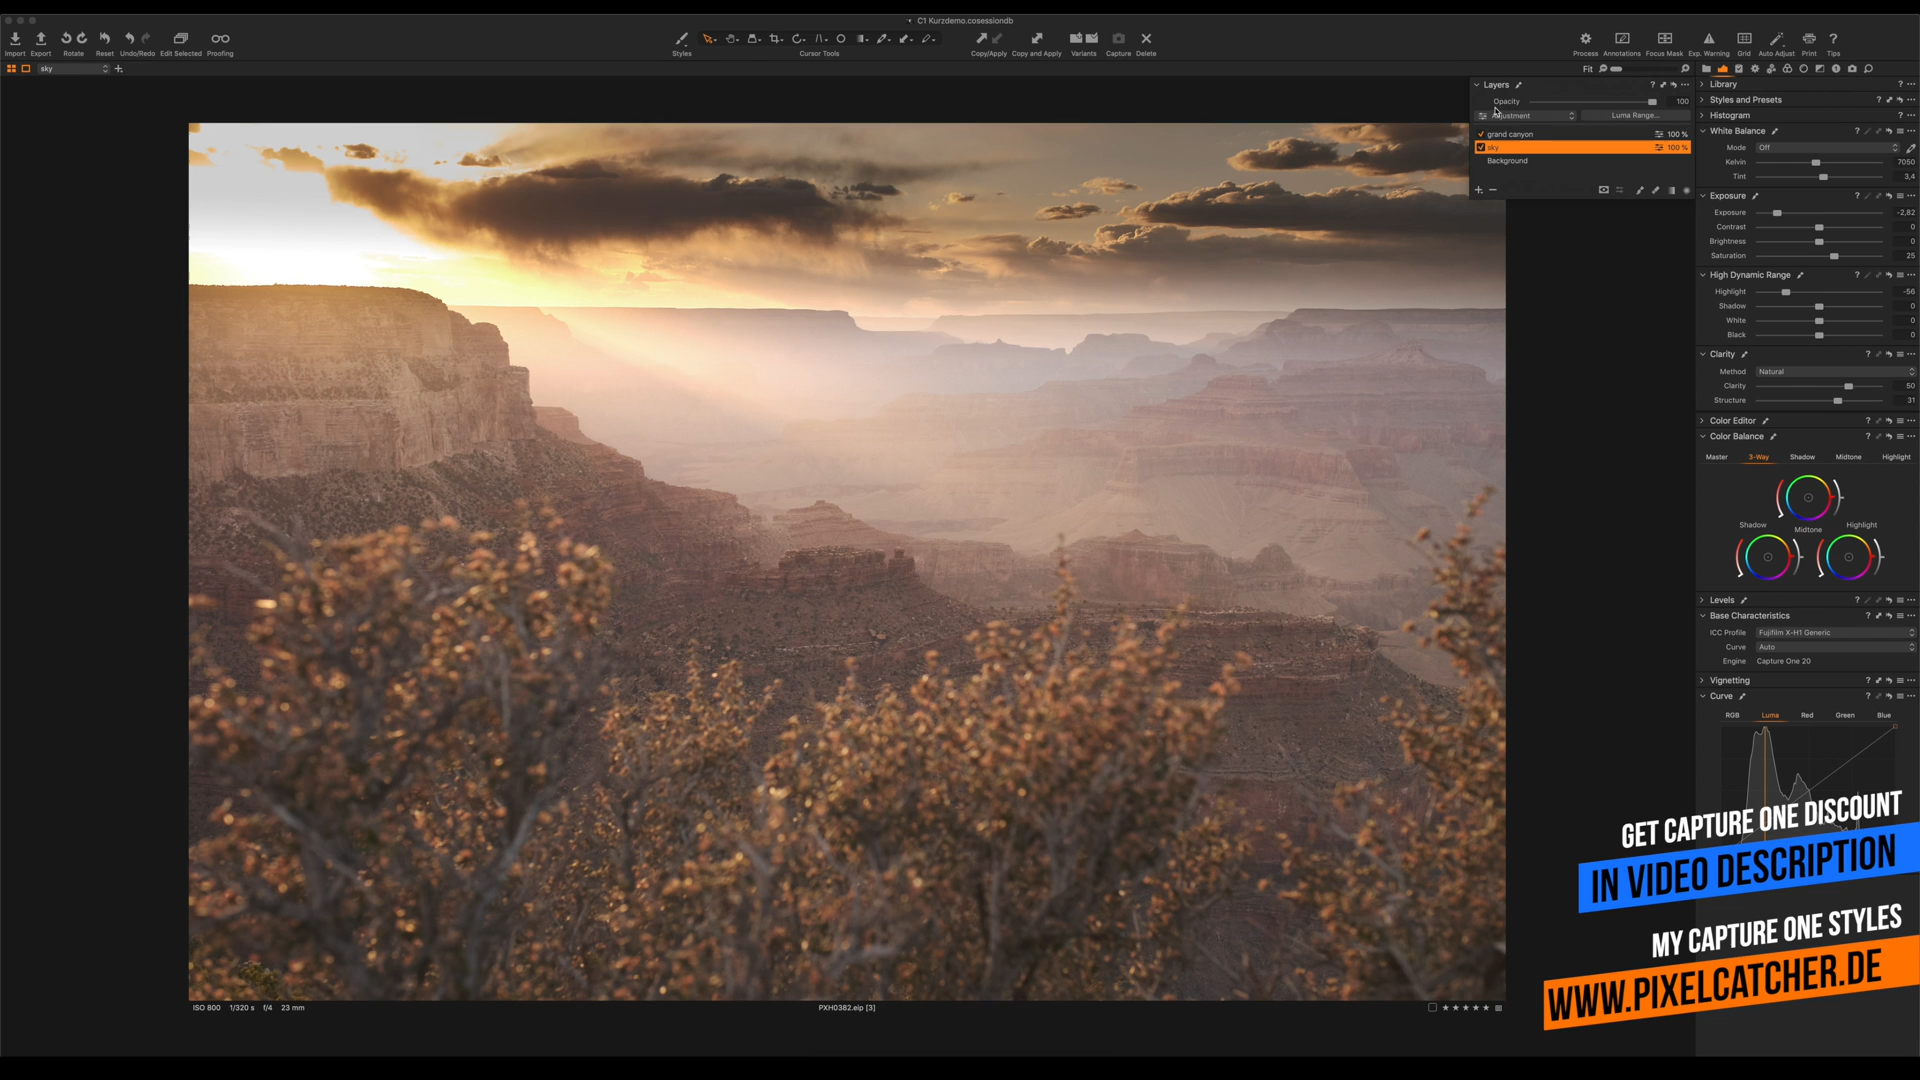 C1 Kurzdemo.cosessiondb
Import Export Rotate Reset Undo/Redo Edit Selected Proofing
Styles Cursor Tools Copy/Apply Copy and Apply Variants Capture Delete
Process Annotations Focus Mask Exp. Warning Grid Auto Adjust Print Tips
sky
Fit
Layers
Opacity 100
Adjustment Luma Range...
grand canyon 100 %
sky 100 %
Background
Library
Styles and Presets
Histogram
White Balance
Mode Off
Kelvin 7050
Tint 3,4
Exposure
Exposure -2,82
Contrast 0
Brightness 0
Saturation 25
High Dynamic Range
Highlight -56
Shadow 0
White 0
Black 0
Clarity
Method Natural
Clarity 50
Structure 31
Color Editor
Color Balance
Master 3-Way Shadow Midtone Highlight
Shadow Midtone Highlight
Levels
Base Characteristics
ICC Profile Fujifilm X-H1 Generic
Curve Auto
Engine Capture One 20
Vignetting
Curve
RGB Luma Red Green Blue
GET CAPTURE ONE DISCOUNT
IN VIDEO DESCRIPTION
MY CAPTURE ONE STYLES
WWW.PIXELCATCHER.DE
ISO 800 1/320 s f/4 23 mm
PXH0382.eip [3]